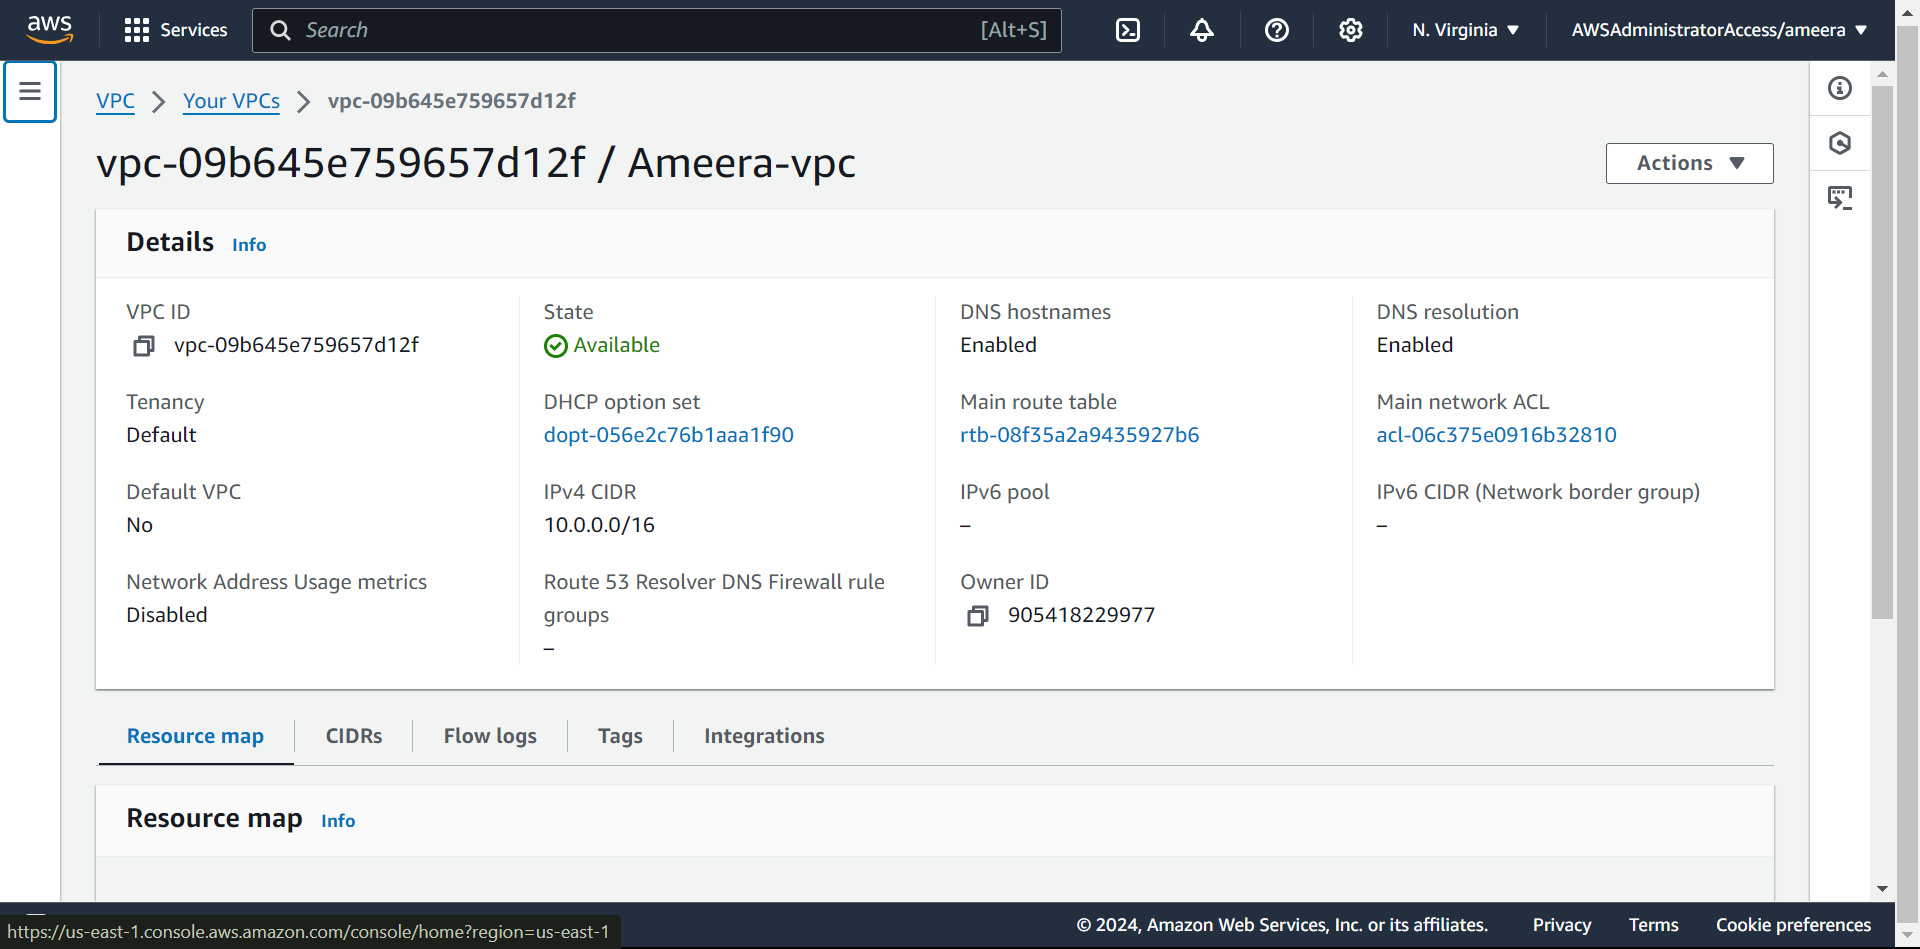 aws Services Search [Alt+S] N. Virginia AWSAdministratorAccess/ameera
VPC Your VPCs vpc-09b645e759657d12f
vpc-09b645e759657d12f / Ameera-vpc
Actions
Details Info
VPC ID
vpc-09b645e759657d12f
State
Available
DNS hostnames
Enabled
DNS resolution
Enabled
Tenancy
Default
DHCP option set
dopt-056e2c76b1aaa1f90
Main route table
rtb-08f35a2a9435927b6
Main network ACL
acl-06c375e0916b32810
Default VPC
No
IPv4 CIDR
10.0.0.0/16
IPv6 pool
–
IPv6 CIDR (Network border group)
–
Network Address Usage metrics
Disabled
Route 53 Resolver DNS Firewall rule
groups
–
Owner ID
905418229977
Resource map CIDRs Flow logs Tags Integrations
Resource map Info
© 2024, Amazon Web Services, Inc. or its affiliates. Privacy Terms Cookie preferences
https://us-east-1.console.aws.amazon.com/console/home?region=us-east-1